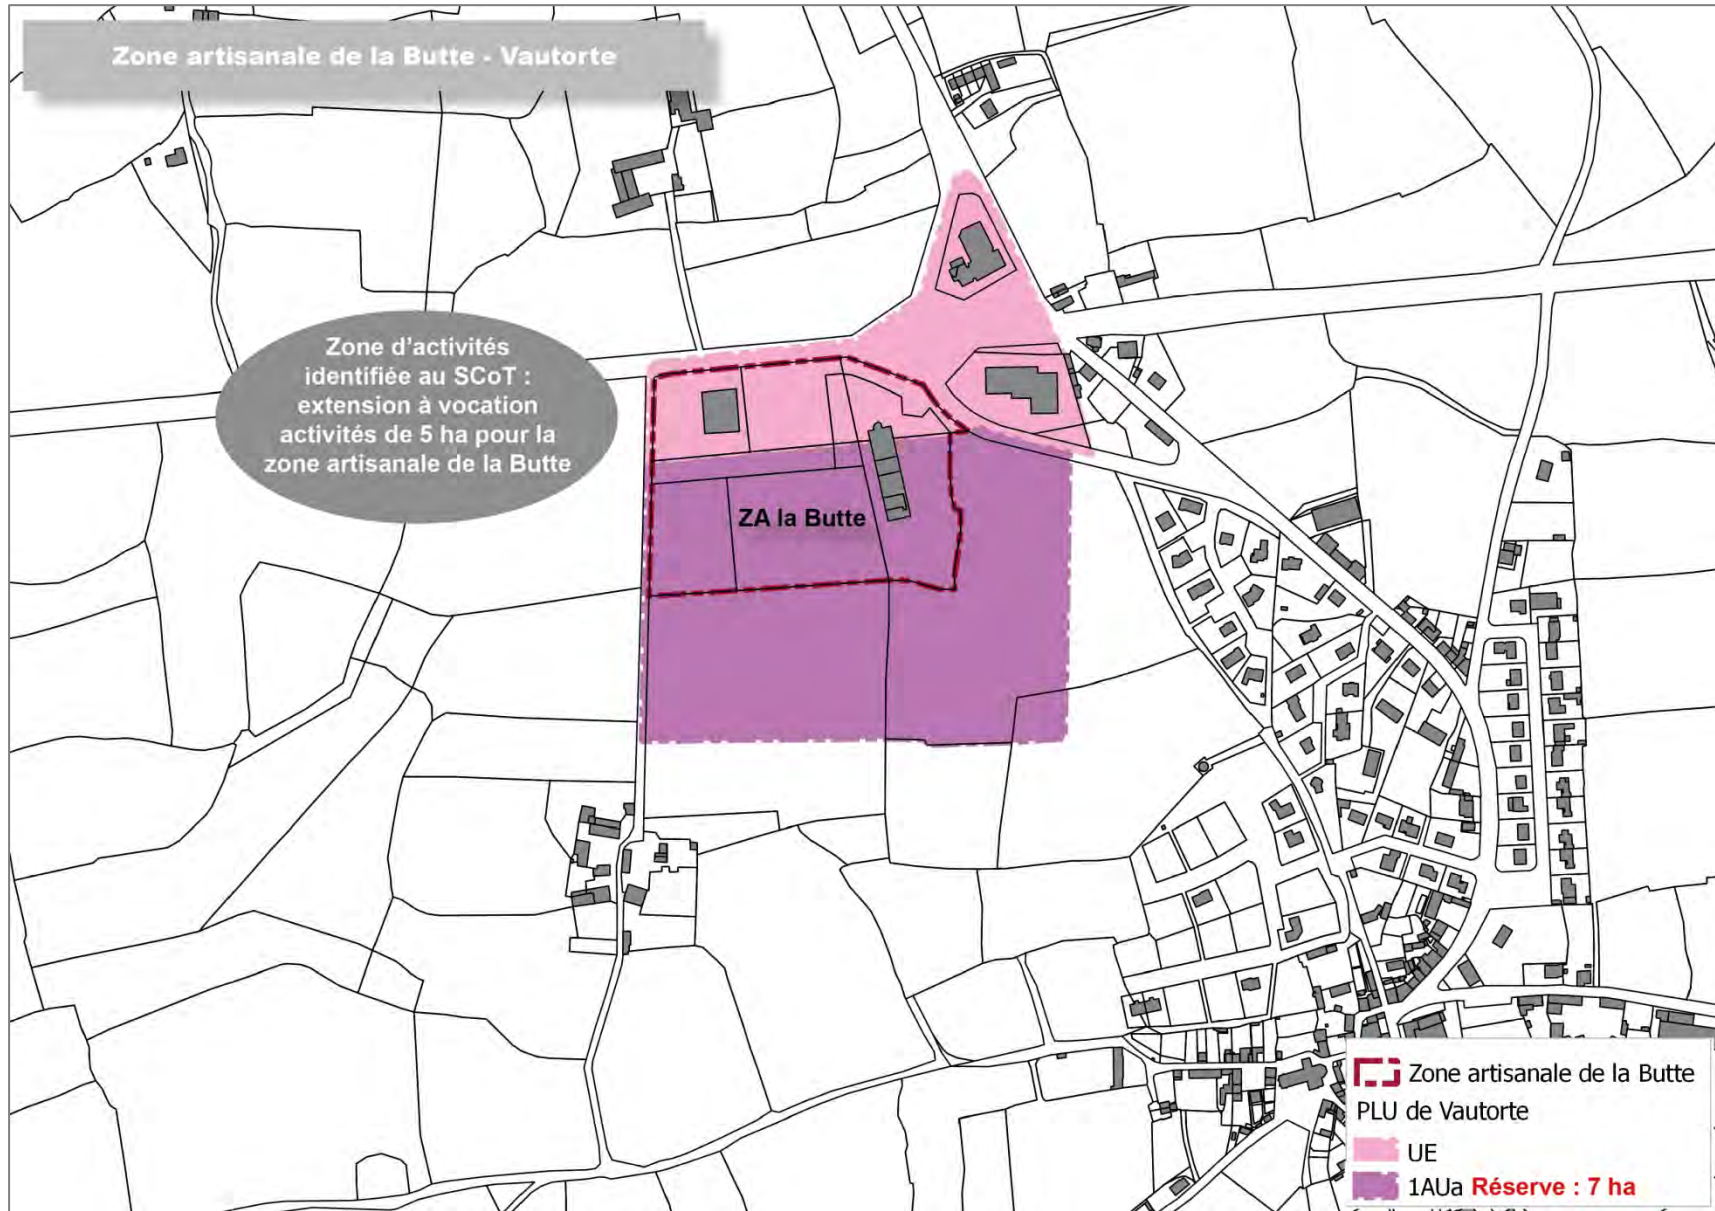 Zone artisanale de la Butte - Vautorte
Zone d'activités
identifiée au SCoT :
extension à vocation
activités de 5 ha pour la
zone artisanale de la Butte
ZA la Butte
Zone artisanale de la Butte
PLU de Vautorte
UE
1AUa Réserve : 7 ha